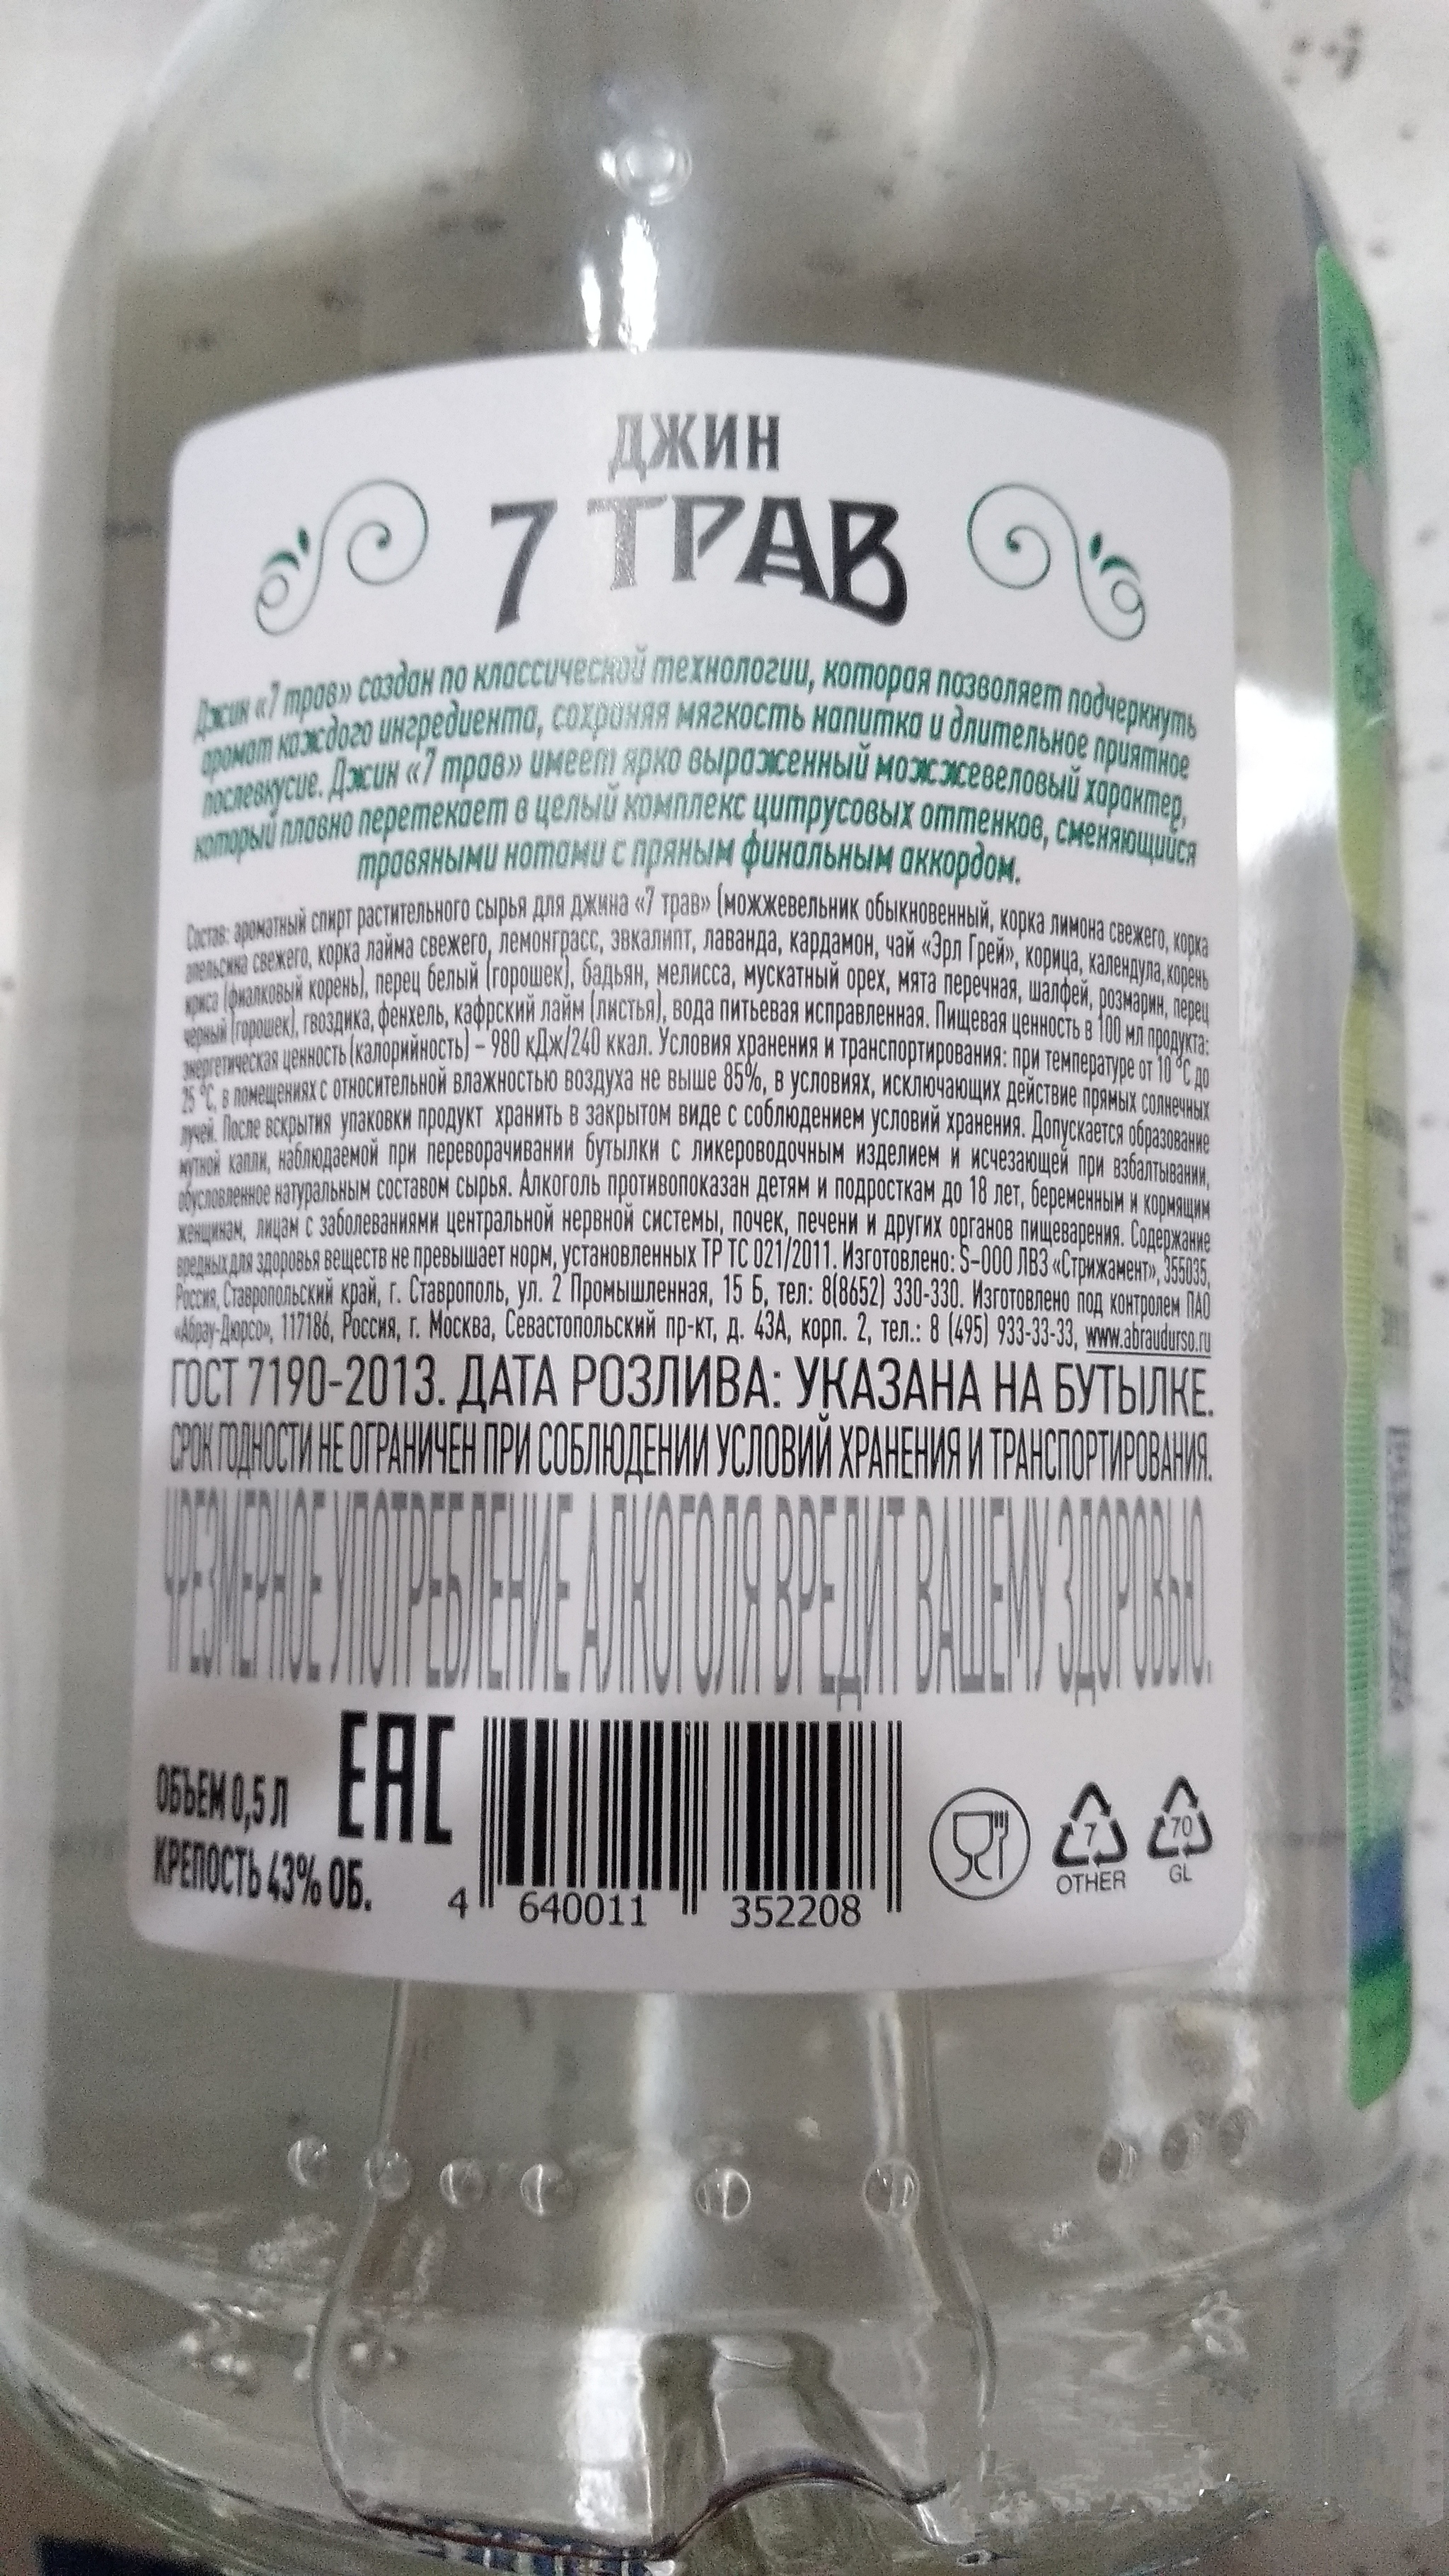 ДЖИН
7 ТРАВ
Джин «7 трав» создан по классической технологии, которая позволяет подчеркнуть
аромат каждого ингредиента, сохраняя мягкость напитка и длительное приятное
послевкусие. Джин «7 трав» имеет ярко выраженный можжевеловый характер,
который плавно перетекает в целый комплекс цитрусовых оттенков, сменяющийся
травяными нотами с пряным финальным аккордом.
Состав: ароматный спирт растительного сырья для джина «7 трав» (можжевельник обыкновенный, корка лимона свежего, корка
апельсина свежего, корка лайма свежего, лемонграсс, эвкалипт, лаванда, кардамон, чай «Эрл Грей», корица, календула, корень
ириса (фиалковый корень), перец белый (горошек), бадьян, мелисса, мускатный орех, мята перечная, шалфей, розмарин, перец
черный (горошек), гвоздика, фенхель, кафрский лайм (листья), вода питьевая исправленная. Пищевая ценность в 100 мл продукта:
энергетическая ценность (калорийность) – 980 кДж/240 ккал. Условия хранения и транспортирования: при температуре от 10 °С до
25 °С, в помещениях с относительной влажностью воздуха не выше 85%, в условиях, исключающих действие прямых солнечных
лучей. После вскрытия упаковки продукт хранить в закрытом виде с соблюдением условий хранения. Допускается образование
мутной капли, наблюдаемой при переворачивании бутылки с ликероводочным изделием и исчезающей при взбалтывании,
обусловленное натуральным составом сырья. Алкоголь противопоказан детям и подросткам до 18 лет, беременным и кормящим
женщинам, лицам с заболеваниями центральной нервной системы, почек, печени и других органов пищеварения. Содержание
вредных для здоровья веществ не превышает норм, установленных ТР ТС 021/2011. Изготовлено: S-000 ЛВЗ «Стрижамент», 355035,
Россия, Ставропольский край, г. Ставрополь, ул. 2 Промышленная, 15 Б, тел: 8(8652) 330-330. Изготовлено под контролем ПАО
«Абрау-Дюрсо», 117186, Россия, г. Москва, Севастопольский пр-кт, д. 43А, корп. 2, тел.: 8 (495) 933-33-33, www.abraudurso.ru
ГОСТ 7190-2013. ДАТА РОЗЛИВА: УКАЗАНА НА БУТЫЛКЕ.
СРОК ГОДНОСТИ НЕ ОГРАНИЧЕН ПРИ СОБЛЮДЕНИИ УСЛОВИЙ ХРАНЕНИЯ И ТРАНСПОРТИРОВАНИЯ.
ЧРЕЗМЕРНОЕ УПОТРЕБЛЕНИЕ АЛКОГОЛЯ ВРЕДИТ ВАШЕМУ ЗДОРОВЬЮ.
ОБЪЕМ 0,5 Л
КРЕПОСТЬ 43% ОБ.
EAC
4 640011 352208
7
OTHER
70
GL